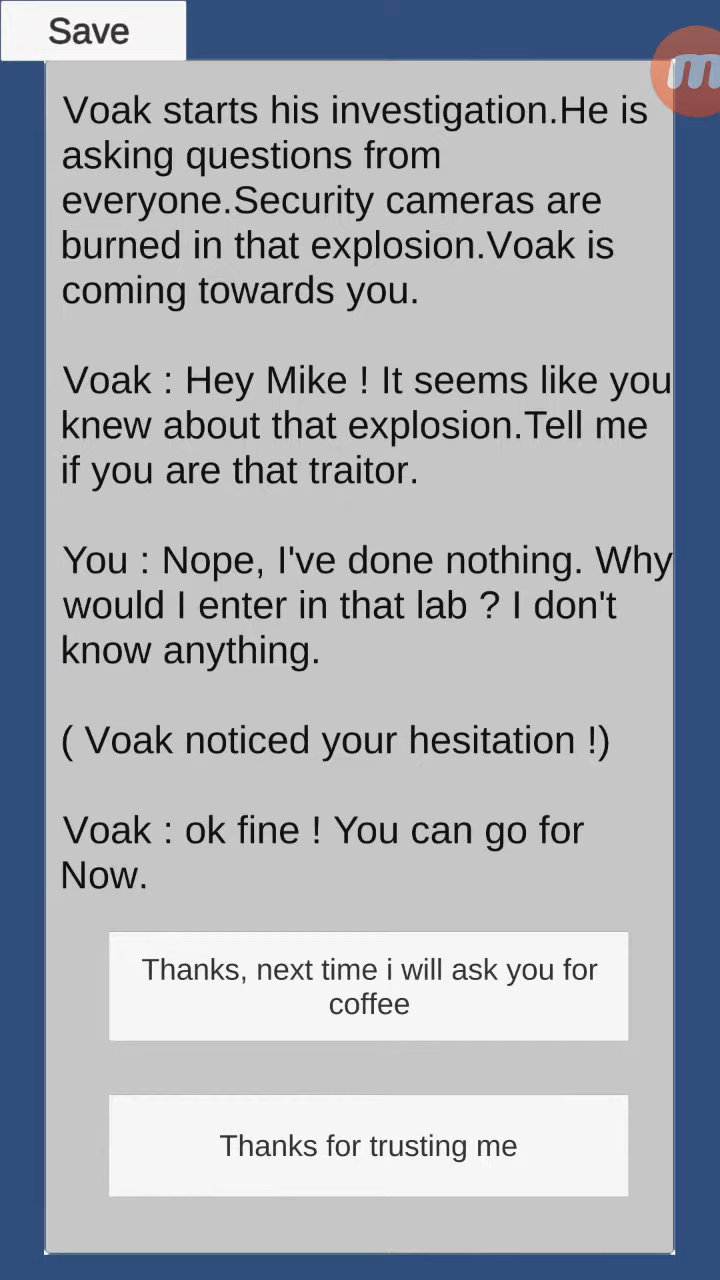 Save
Voak starts his investigation.He is
asking questions from
everyone.Security cameras are
burned in that explosion.Voak is
coming towards you.
Voak : Hey Mike ! It seems like you
knew about that explosion.Tell me
if you are that traitor.
You : Nope, I've done nothing. Why
would I enter in that lab ? I don't
know anything.
( Voak noticed your hesitation !)
Voak : ok fine ! You can go for
Now.
Thanks, next time i will ask you for
coffee
Thanks for trusting me